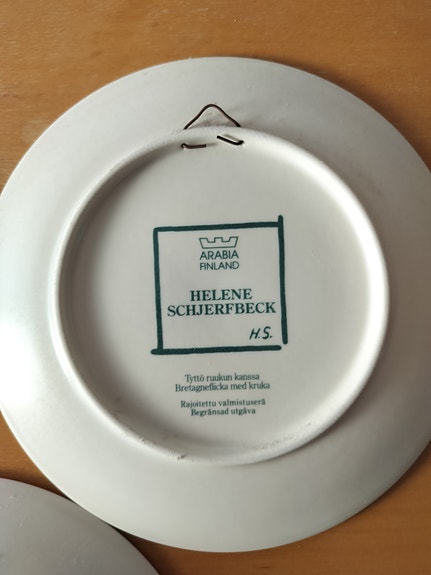 ARABIA
FINLAND
HELENE
SCHJERFBECK
H.S.
Tyttö ruukun kanssa
Bretagneflicka med kruka
Rajoitettu valmistuserä
Begränsad utgåva